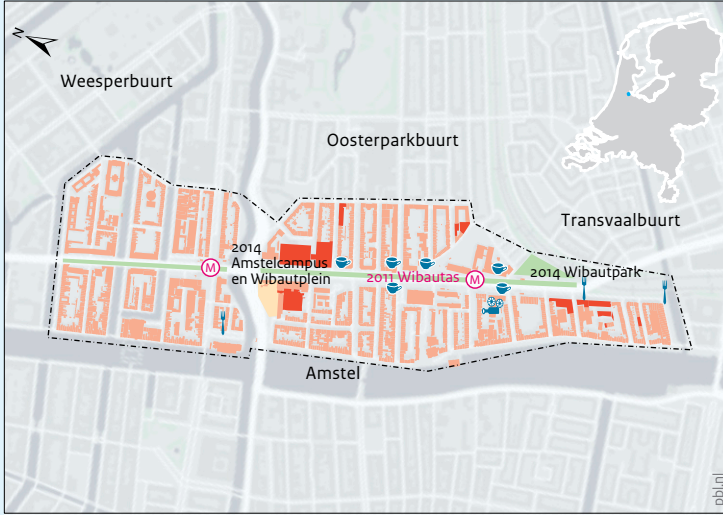 N
Weesperbuurt
Oosterparkbuurt
Transvaalbuurt
2014
Amstelcampus
en Wibautplein
M
2011 Wibautas
M
2014 Wibautpark
Amstel
pbl.nl